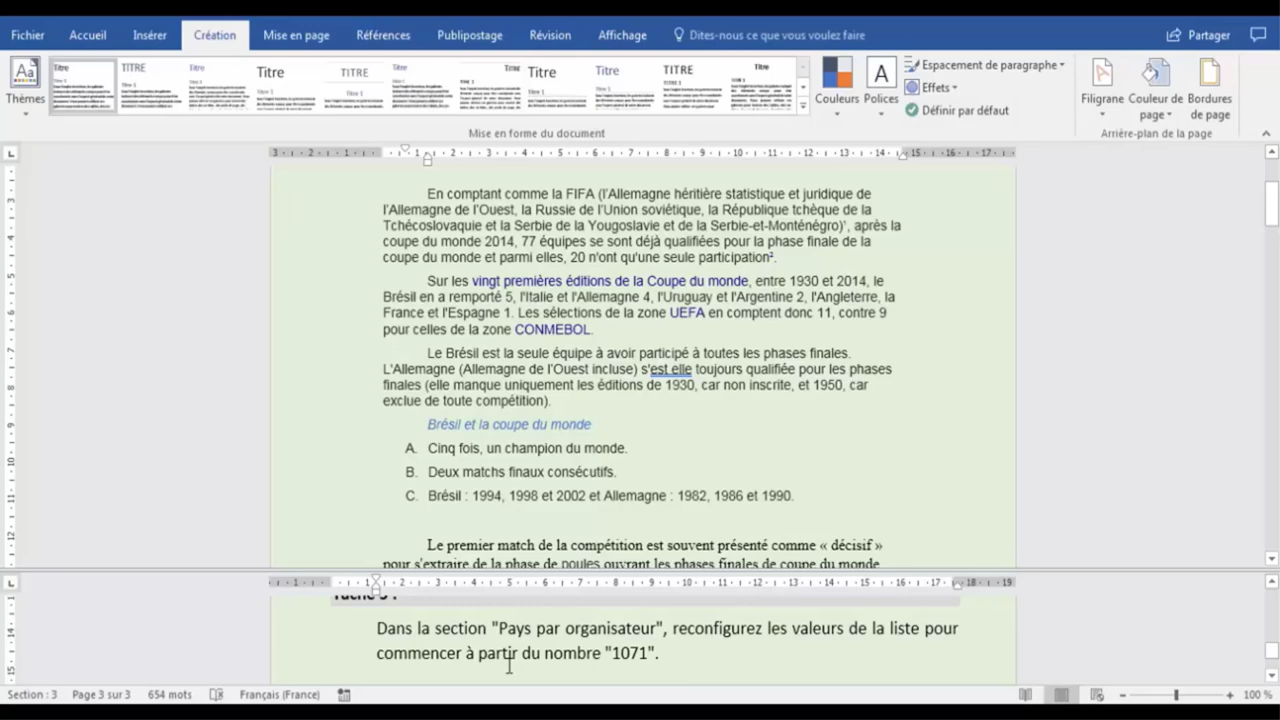 Fichier Accueil Insérer Création Mise en page Références Publipostage Révision Affichage Dites-nous ce que vous voulez faire Partager
Thèmes
Titre TITRE Titre Titre TITRE Titre TITRE Titre Titre TITRE Titre
Couleurs Polices
Espacement de paragraphe
Effets
Définir par défaut
Filigrane Couleur de page Bordures de page
Mise en forme du document
Arrière-plan de la page
En comptant comme la FIFA (l'Allemagne héritière statistique et juridique de
l'Allemagne de l'Ouest, la Russie de l'Union soviétique, la République tchèque de la
Tchécoslovaquie et la Serbie de la Yougoslavie et de la Serbie-et-Monténégro)', après la
coupe du monde 2014, 77 équipes se sont déjà qualifiées pour la phase finale de la
coupe du monde et parmi elles, 20 n'ont qu'une seule participation².
Sur les vingt premières éditions de la Coupe du monde, entre 1930 et 2014, le
Brésil en a remporté 5, l'Italie et l'Allemagne 4, l'Uruguay et l'Argentine 2, l'Angleterre, la
France et l'Espagne 1. Les sélections de la zone UEFA en comptent donc 11, contre 9
pour celles de la zone CONMEBOL.
Le Brésil est la seule équipe à avoir participé à toutes les phases finales.
L'Allemagne (Allemagne de l'Ouest incluse) s'est elle toujours qualifiée pour les phases
finales (elle manque uniquement les éditions de 1930, car non inscrite, et 1950, car
exclue de toute compétition).
Brésil et la coupe du monde
A. Cinq fois, un champion du monde.
B. Deux matchs finaux consécutifs.
C. Brésil : 1994, 1998 et 2002 et Allemagne : 1982, 1986 et 1990.
Le premier match de la compétition est souvent présenté comme « décisif »
pour s'extraire de la phase de poules ouvrant les phases finales de coupe du monde
Dans la section "Pays par organisateur", reconfigurez les valeurs de la liste pour
commencer à partir du nombre "1071".
Section : 3 Page 3 sur 3 654 mots Français (France) 100 %